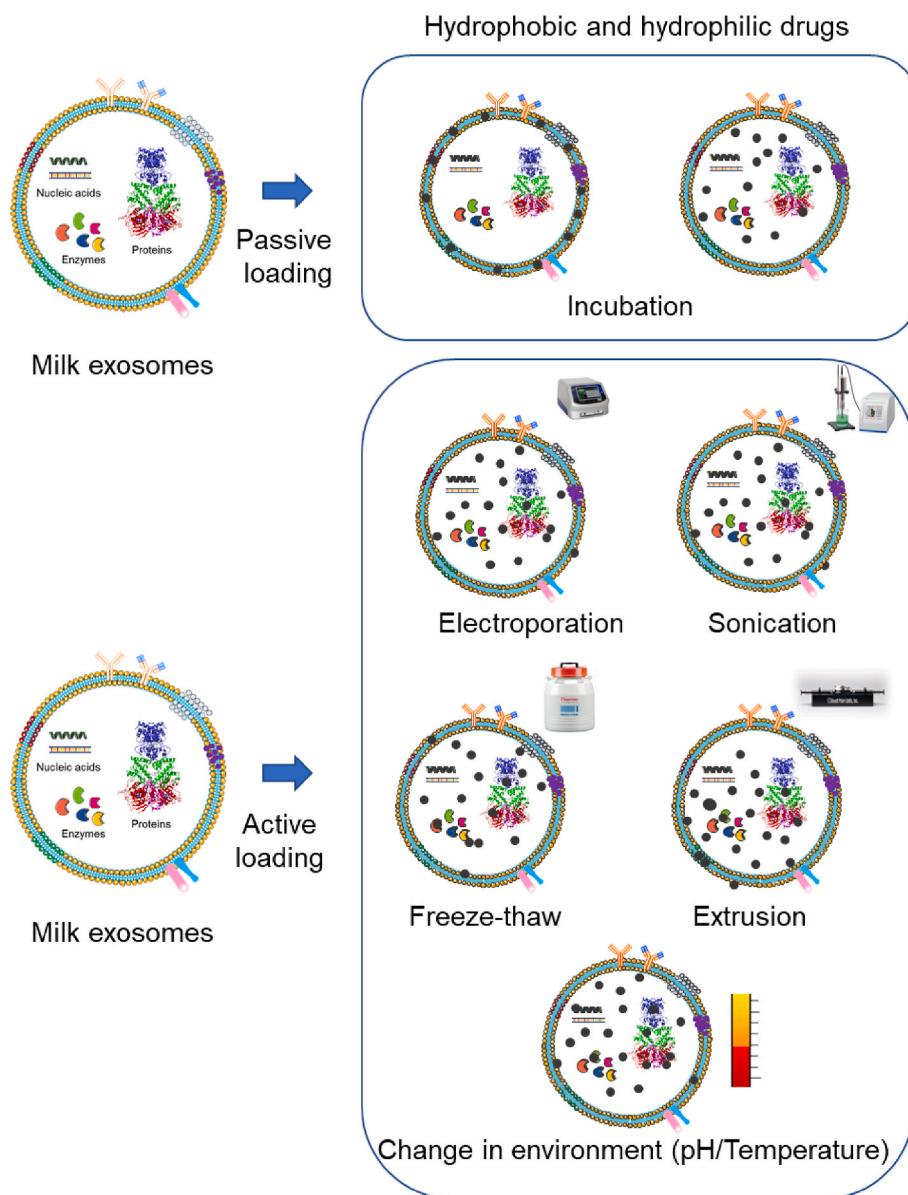 Hydrophobic and hydrophilic drugs
Nucleic acids
Enzymes
Proteins
Passive
loading
Incubation
Milk exosomes
Electroporation
Sonication
Nucleic acids
Enzymes
Proteins
Active
loading
Freeze-thaw
Extrusion
Milk exosomes
Change in environment (pH/Temperature)